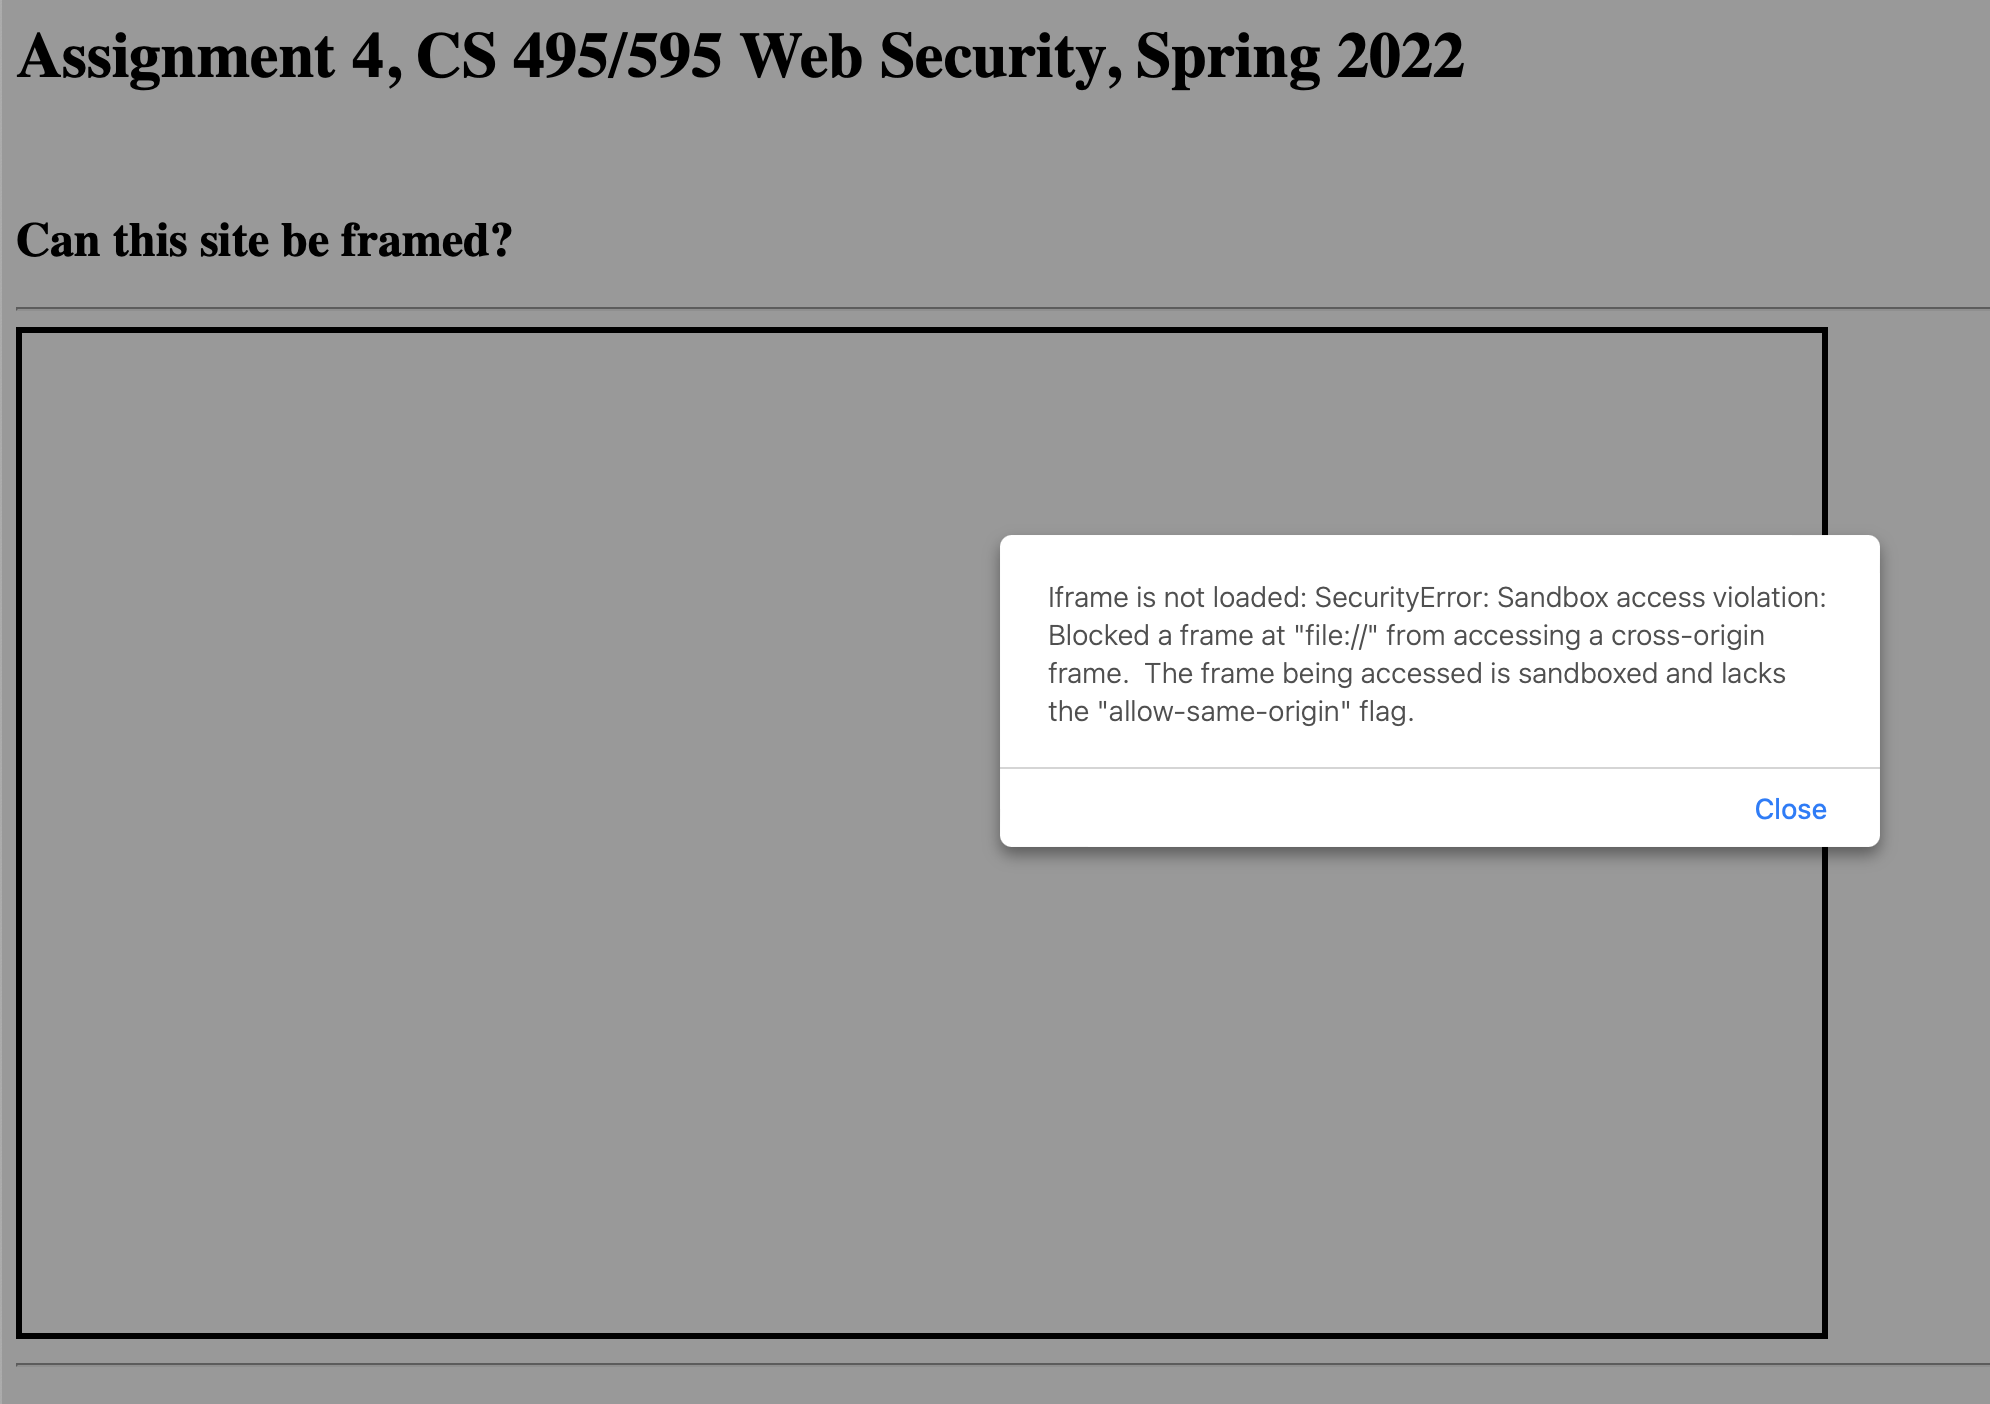 Assignment 4, CS 495/595 Web Security, Spring 2022
Can this site be framed?
Iframe is not loaded: SecurityError: Sandbox access violation:
Blocked a frame at "file://" from accessing a cross-origin
frame.  The frame being accessed is sandboxed and lacks
the "allow-same-origin" flag.
Close